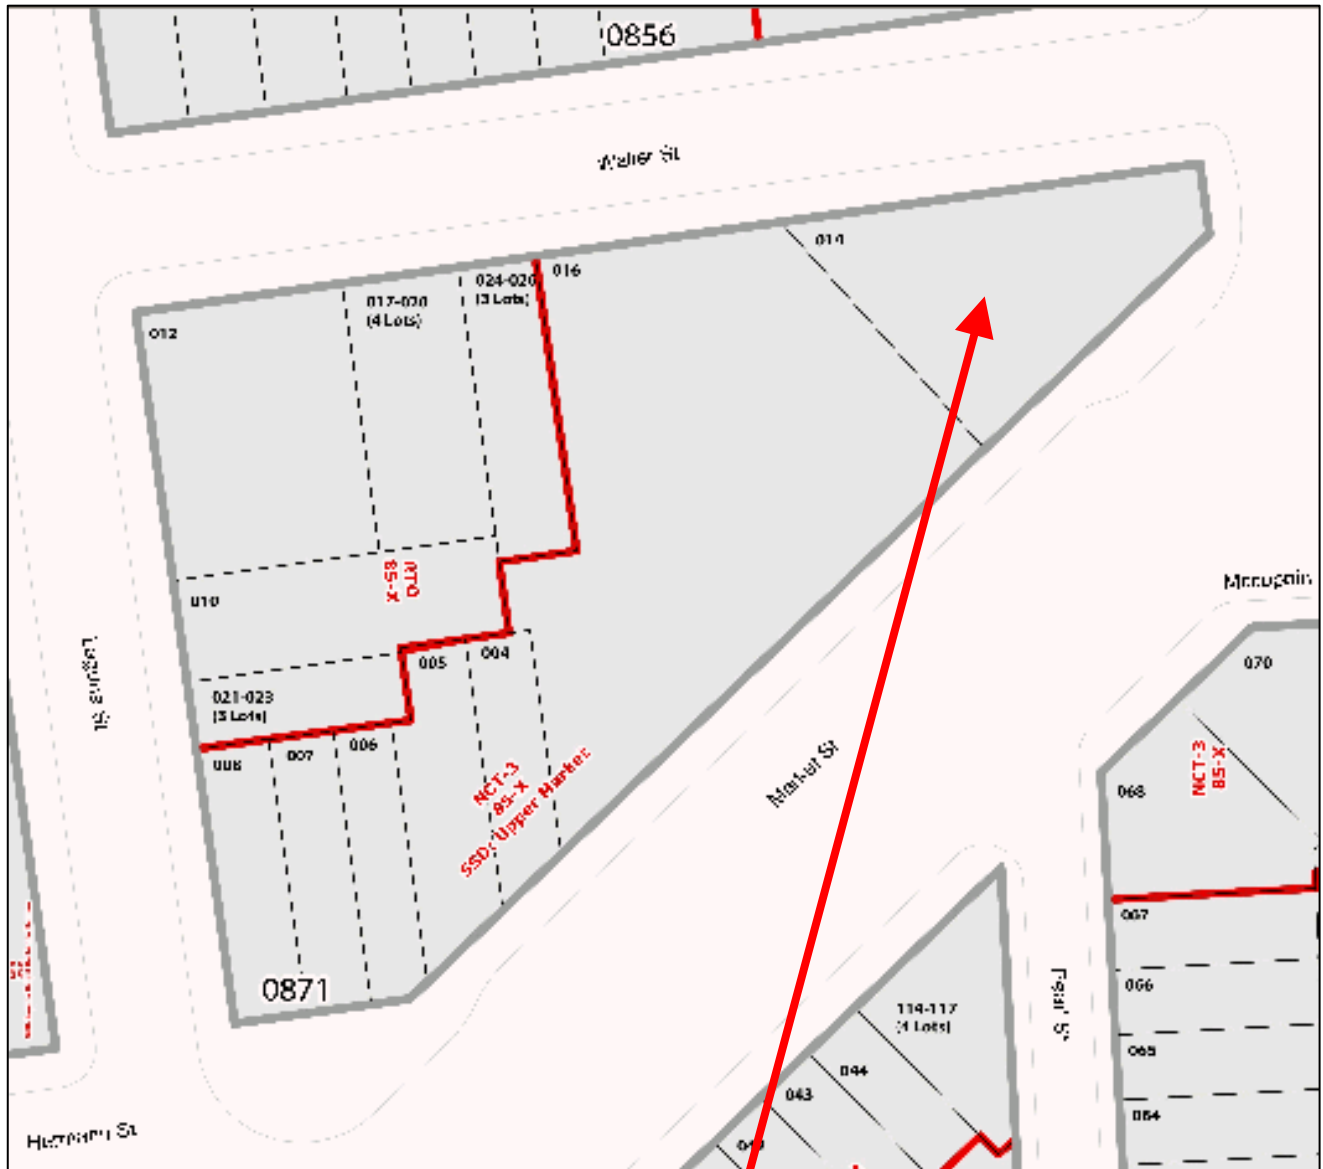 0856
Waller St
014
016
024-026
(3 Lots)
017-020
(4 Lots)
012
RTO
85-X
010
021-023
(3 Lots)
005
004
006
007
008
NCT-3
85-X
SSD: Upper Market
0871
Laguna St
Hermann St
Market St
070
068
NCT-3
85-X
067
066
065
064
Pearl St
114-117
(4 Lots)
044
043